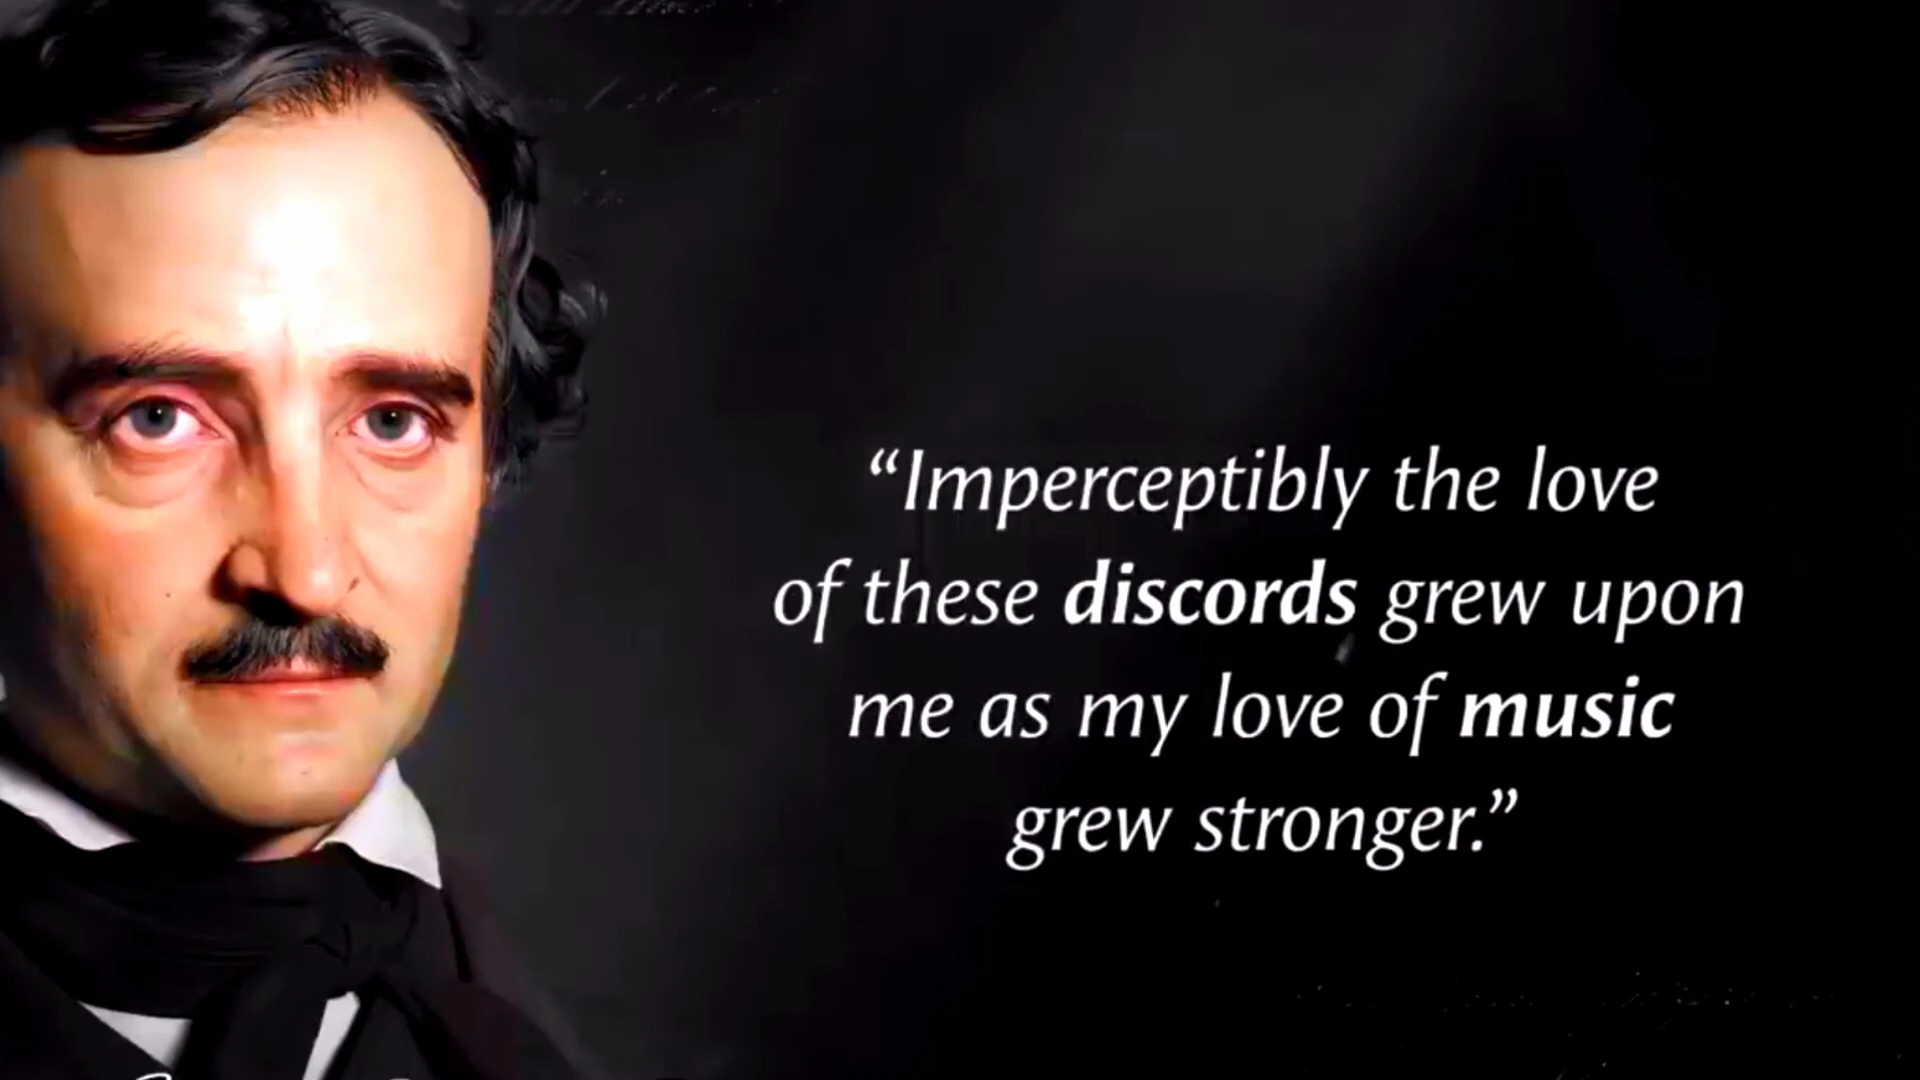 “Imperceptibly the love
of these discords grew upon
me as my love of music
grew stronger.”